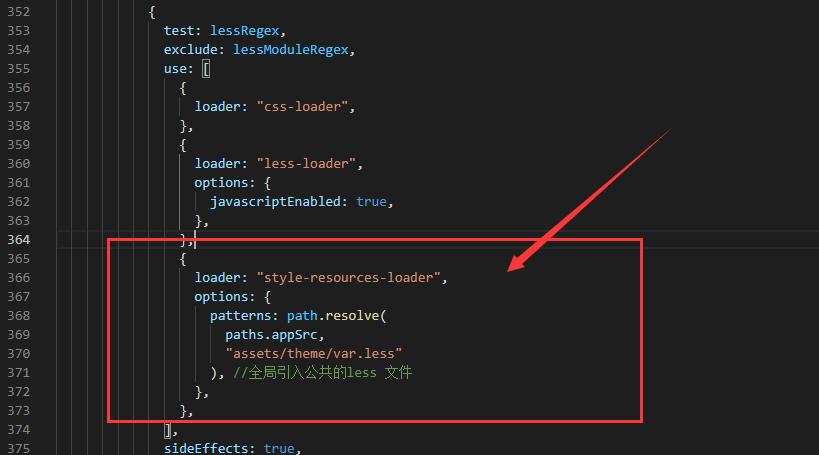 352 {
353 test: lessRegex,
354 exclude: lessModuleRegex,
355 use: [
356 {
357 loader: "css-loader",
358 },
359 {
360 loader: "less-loader",
361 options: {
362 javascriptEnabled: true,
363 },
364 },
365 {
366 loader: "style-resources-loader",
367 options: {
368 patterns: path.resolve(
369 paths.appSrc,
370 "assets/theme/var.less"
371 ), //全局引入公共的less 文件
372 },
373 },
374 ],
375 sideEffects: true,